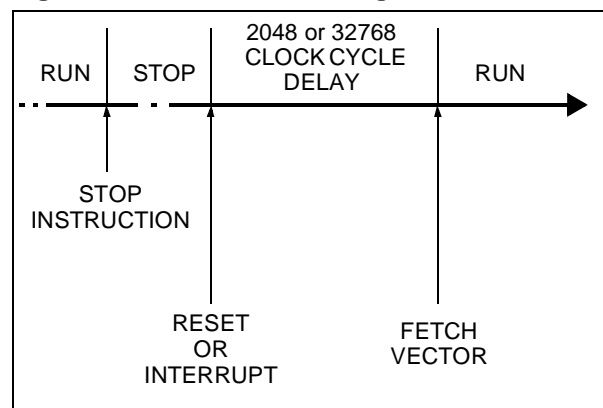 2048 or 32768
CLOCK CYCLE
DELAY
RUN
STOP
RUN
STOP
INSTRUCTION
RESET
OR
INTERRUPT
FETCH
VECTOR